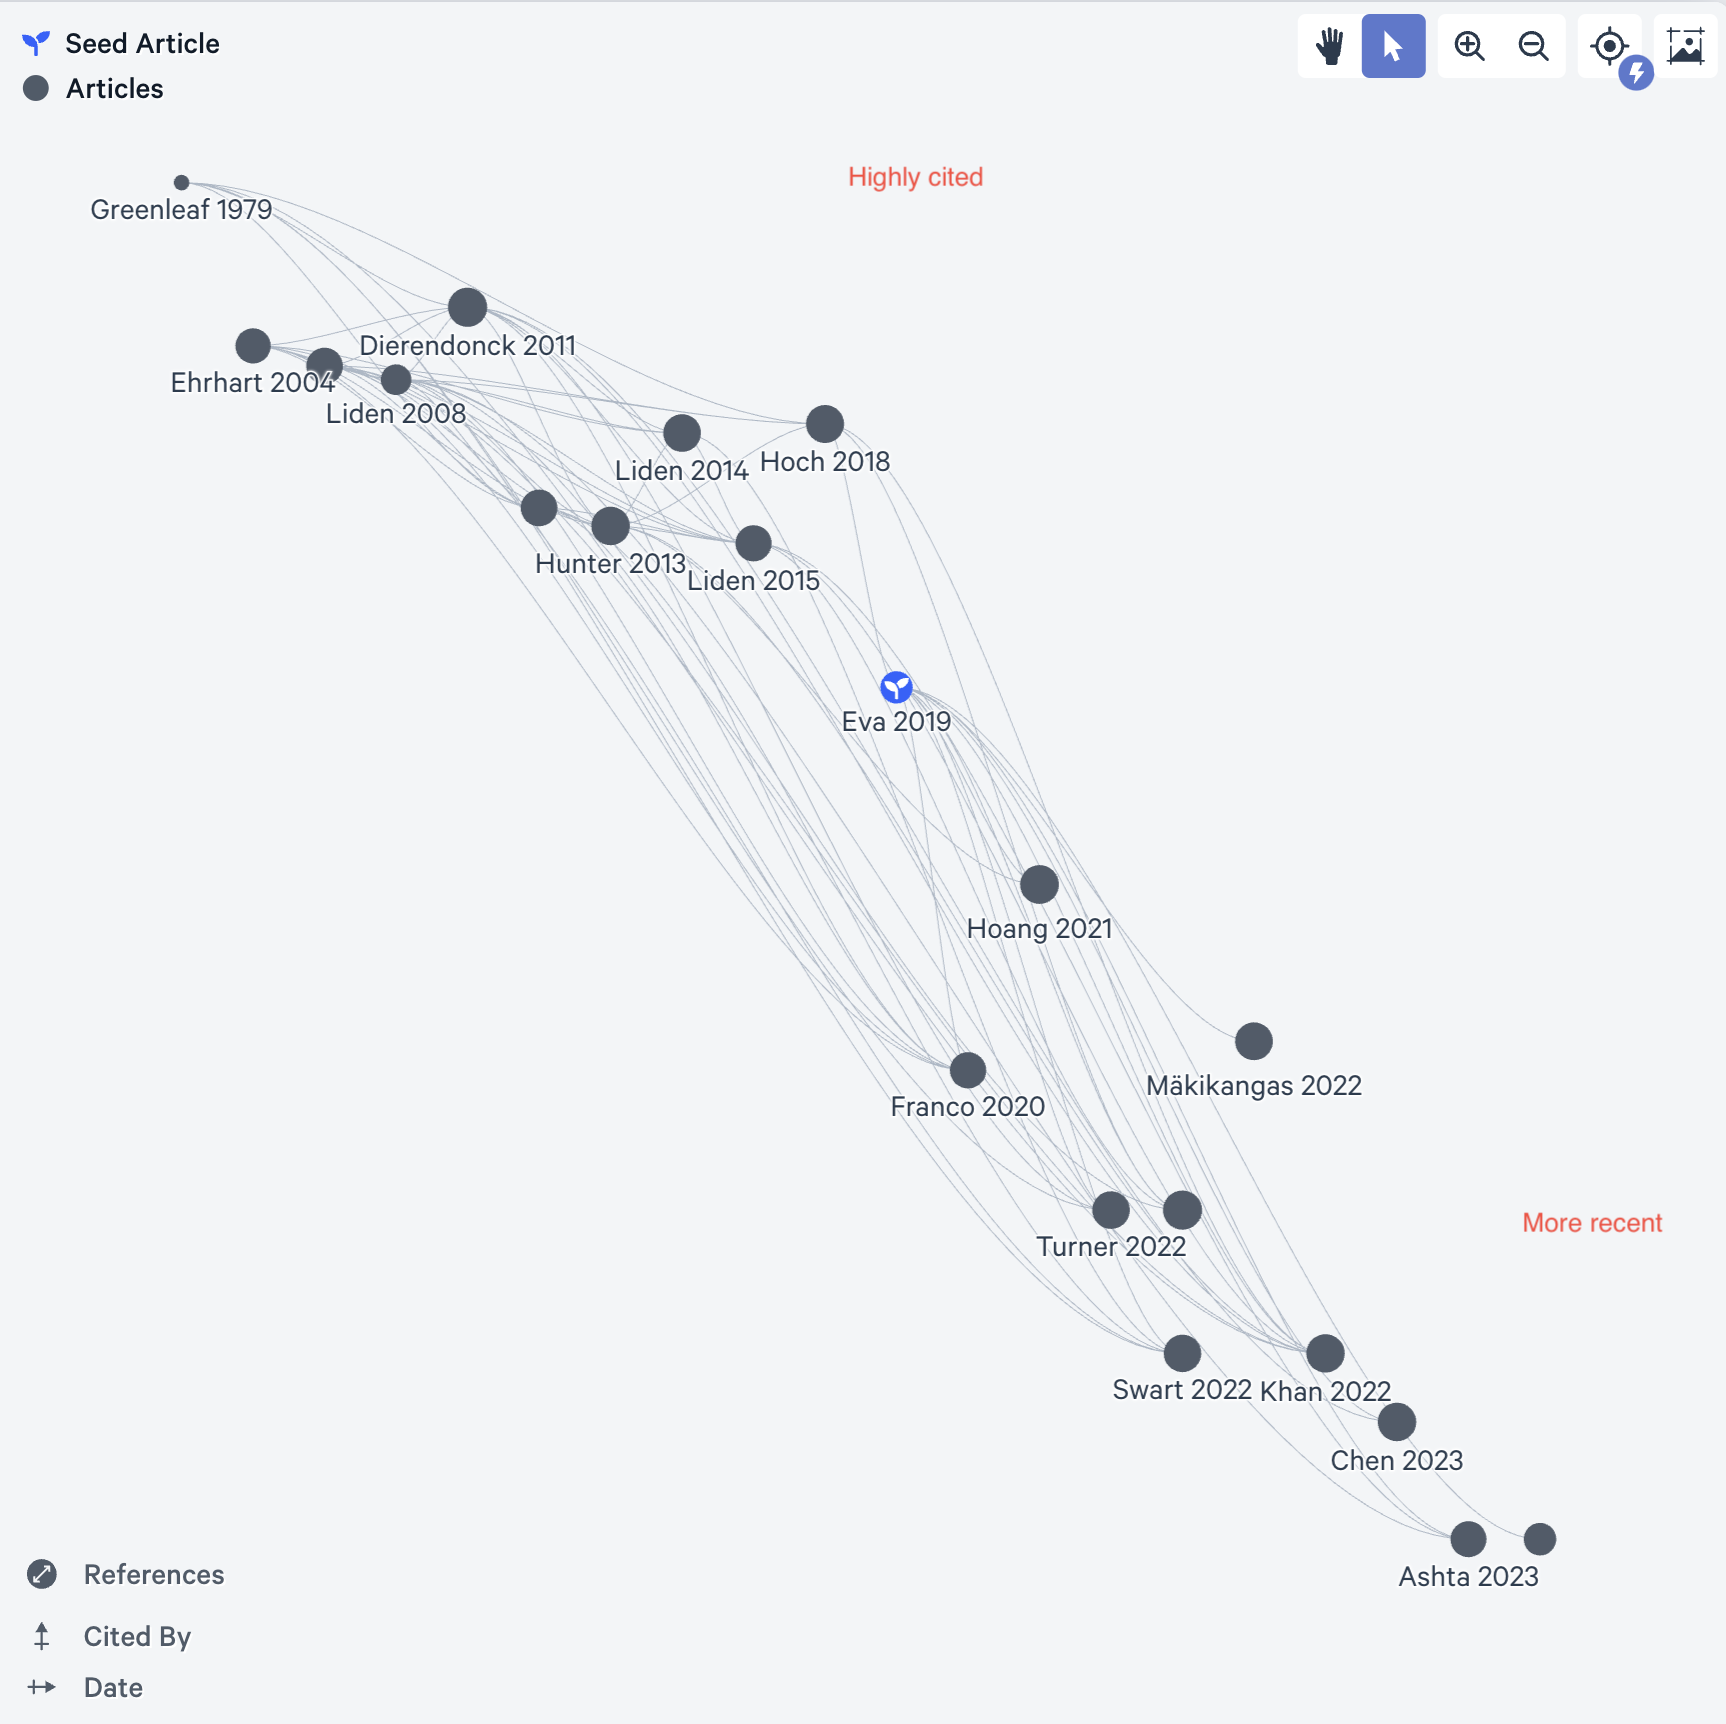 Seed Article
Articles
Highly cited
Greenleaf 1979
Dierendonck 2011
Ehrhart 2004
Liden 2008
Liden 2014
Hoch 2018
Hunter 2013
Liden 2015
Eva 2019
Hoang 2021
Mäkikangas 2022
Franco 2020
More recent
Turner 2022
Swart 2022
Khan 2022
Chen 2023
Ashta 2023
References
Cited By
Date